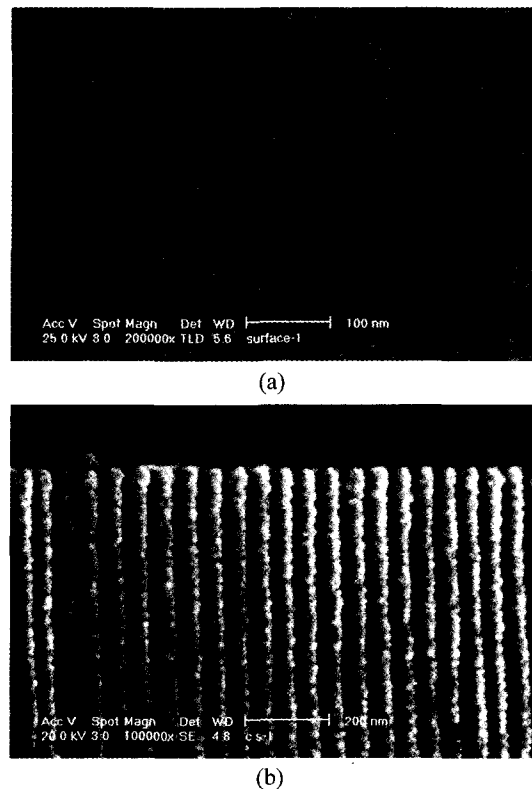 Acc V Spot Magn Det WD 100 nm
25.0 kV 3.0 200000x TLD 5.6 surface-1
(a)
Acc V Spot Magn Det WD 200 nm
20.0 kV 3.0 100000x SE 4.8
(b)